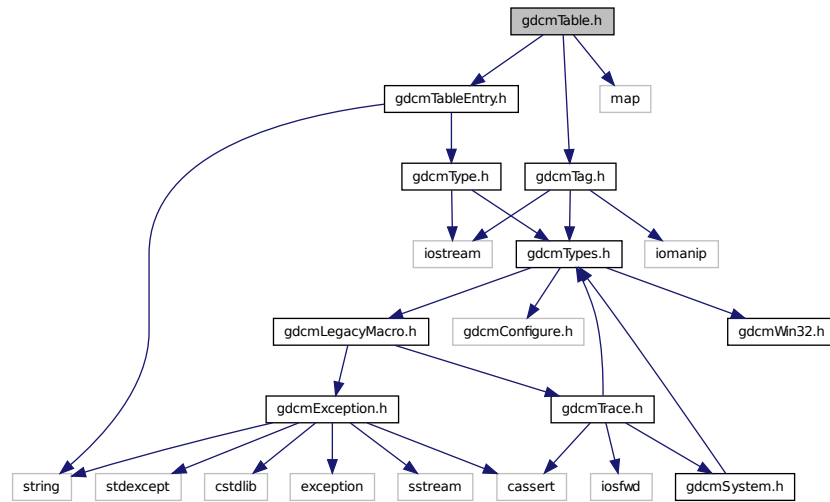 gdcmTable.h
gdcmTableEntry.h
map
gdcmType.h
gdcmTag.h
iostream
gdcmTypes.h
iomanip
gdcmLegacyMacro.h
gdcmConfigure.h
gdcmWin32.h
gdcmException.h
gdcmTrace.h
string
stdexcept
cstdlib
exception
sstream
cassert
iosfwd
gdcmSystem.h